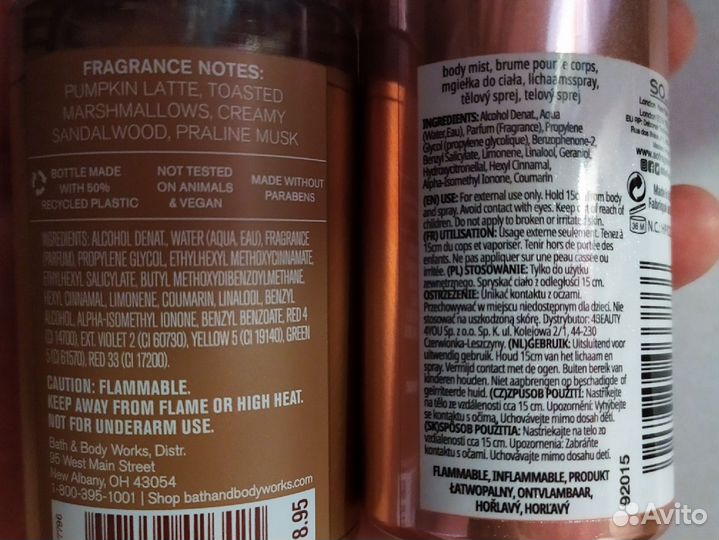 FRAGRANCE NOTES:
PUMPKIN LATTE, TOASTED
MARSHMALLOWS, CREAMY
SANDALWOOD, PRALINE MUSK
BOTTLE MADE
WITH 50%
RECYCLED PLASTIC
NOT TESTED
ON ANIMALS
& VEGAN
MADE WITHOUT
PARABENS
INGREDIENTS: ALCOHOL DENAT., WATER (AQUA, EAU), FRAGRANCE
(PARFUM), PROPYLENE GLYCOL, ETHYLHEXYL METHOXYCINNAMATE,
ETHYLHEXYL SALICYLATE, BUTYL METHOXYDIBENZOYLMETHANE,
HEXYL CINNAMAL, LIMONENE, COUMARIN, LINALOOL, BENZYL
ALCOHOL, ALPHA-ISOMETHYL IONONE, BENZYL BENZOATE, RED 4
(CI 14700), EXT. VIOLET 2 (CI 60730), YELLOW 5 (CI 19140), GREEN
5 (CI 61570), RED 33 (CI 17200).
CAUTION: FLAMMABLE.
KEEP AWAY FROM FLAME OR HIGH HEAT.
NOT FOR UNDERARM USE.
Bath & Body Works, Distr.
95 West Main Street
New Albany, OH 43054
1-800-395-1001 | Shop bathandbodyworks.com
8.95
body mist, brume pour le corps,
mgiełka do ciała, lichaamsspray,
tělový sprej, telový sprej
INGREDIENTS: Alcohol Denat., Aqua
(Water,Eau), Parfum (Fragrance), Propylene
Glycol (propylene glycolique), Benzophenone-2,
Benzyl Salicylate, Limonene, Linalool, Geraniol,
Hydroxycitronellal, Hexyl Cinnamal,
Alpha-Isomethyl Ionone, Coumarin
(EN) USE: For external use only. Hold 15cm from body
and spray. Avoid contact with eyes. Keep out of reach of
children. Do not apply to broken or irritated skin.
(FR) UTILISATION: Usage externe seulement. Tenez à
15cm du cops et vaporiser. Tenir hors de portée des
enfants. Ne pas appliquer sur une peau craquelée ou
irritée. (PL) STOSOWANIE: Tylko do użytku
zewnętrznego. Spryskać ciało z odległości 15 cm.
OSTRZEŻENIE: Unikać kontaktu z oczami.
Przechowywać w miejscu niedostępnym dla dzieci. Nie
stosować na uszkodzoną skórę. Dystrybutor: 4BEAUTY
4YOU Sp. z o.o. Sp. K. ul. Kolejowa 2/1, 44-230
Czerwionka-Leszczyny. (NL)GEBRUIK: Uitsluitend voor
uitwendig gebruik. Houd 15cm van het lichaam en
spray. Vermijd contact met de ogen. Buiten bereik van
kinderen houden. Niet aanbrengen op beschadigde of
geïrriteerde huid. (CZ)ZPŮSOB POUŽITÍ: Nastříkejte
na tělo ze vzdálenosti cca 15 cm. Upozornění: Vyhýbejte
se kontaktu s očima, Uchovávejte mimo dosah dětí.
(SK)SPOSOB POUŽITIA: Nastriekajte na telo zo
vzdialenosti cca 15 cm. Upozornenia: Zabráňte
kontaktu s očami. Uchovávajte mimo dosahu detí.
FLAMMABLE, INFLAMMABLE, PRODUKT
ŁATWOPALNY, ONTVLAMBAAR,
HOŘLAVÝ, HORĽAVÝ
SO
36 M
92015
Avito